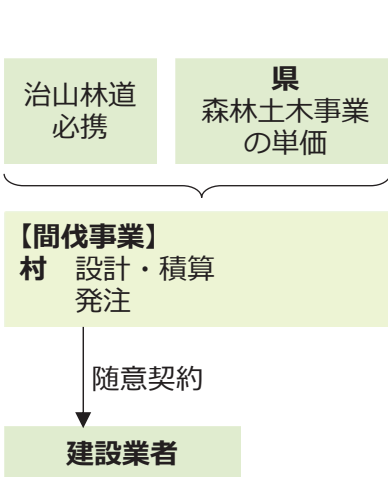 治山林道
必携
県
森林土木事業
の単価
【間伐事業】
村 設計・積算
発注
随意契約
建設業者